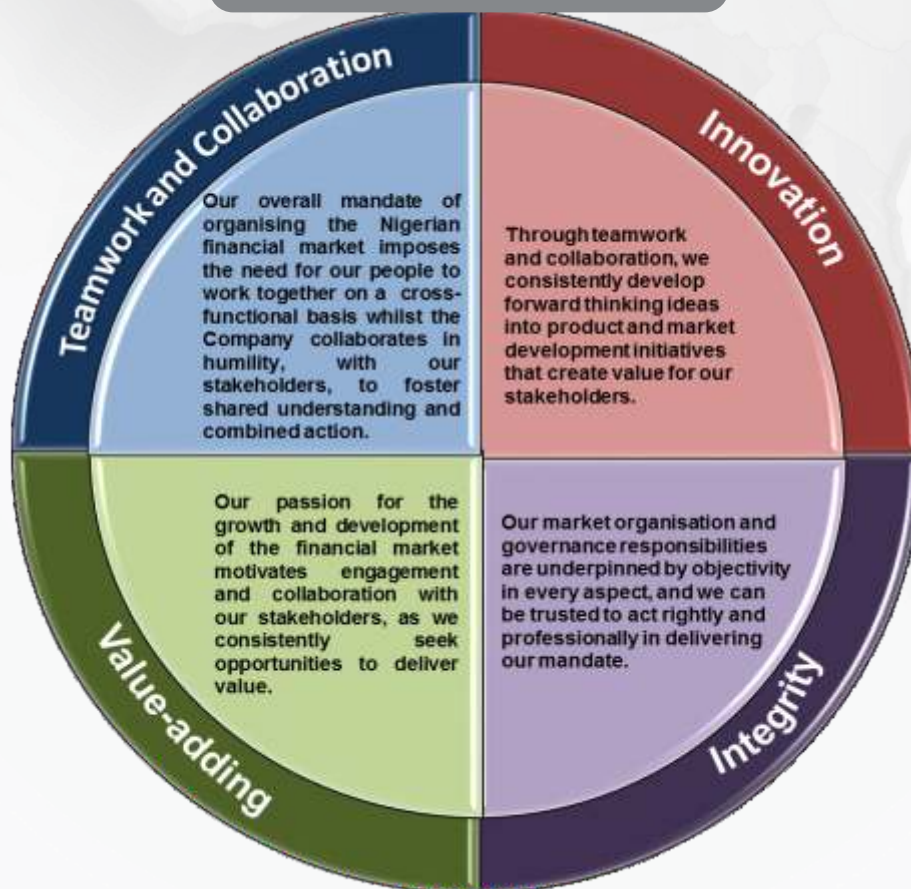 Teamwork and Collaboration
Our overall mandate of
organising the Nigerian
financial market imposes
the need for our people to
work together on a cross-
functional basis whilst the
Company collaborates in
humility, with our
stakeholders, to foster
shared understanding and
combined action.
Innovation
Through teamwork
and collaboration, we
consistently develop
forward thinking ideas
into product and market
development initiatives
that create value for our
stakeholders.
Value-adding
Our passion for the
growth and development
of the financial market
motivates engagement
and collaboration with
our stakeholders, as we
consistently seek
opportunities to deliver
value.
Integrity
Our market organisation and
governance responsibilities
are underpinned by objectivity
in every aspect, and we can
be trusted to act rightly and
professionally in delivering
our mandate.